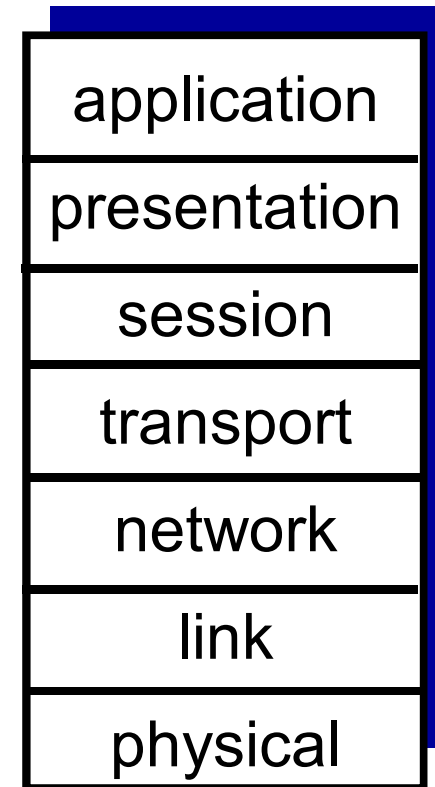 application
presentation
session
transport
network
link
physical